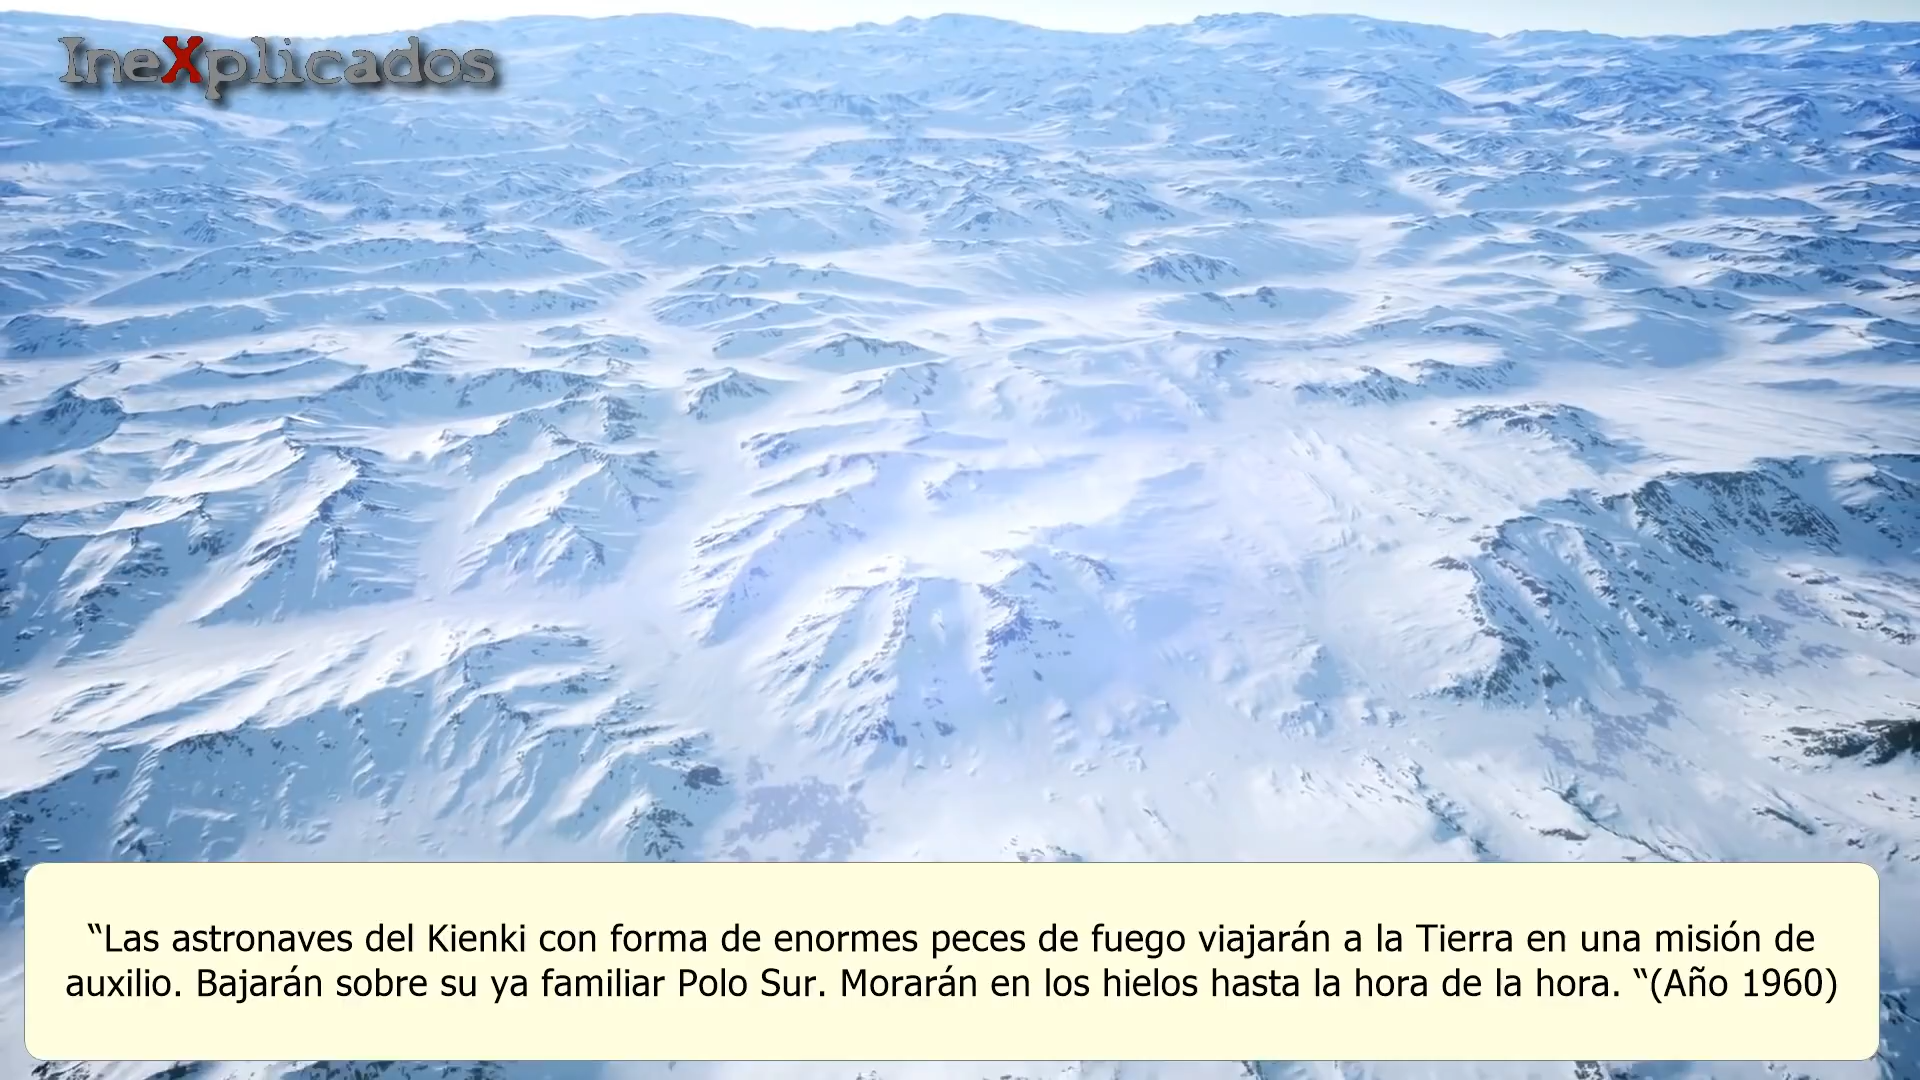 IneXplicados
“Las astronaves del Kienki con forma de enormes peces de fuego viajarán a la Tierra en una misión de
auxilio. Bajarán sobre su ya familiar Polo Sur. Morarán en los hielos hasta la hora de la hora. “(Año 1960)